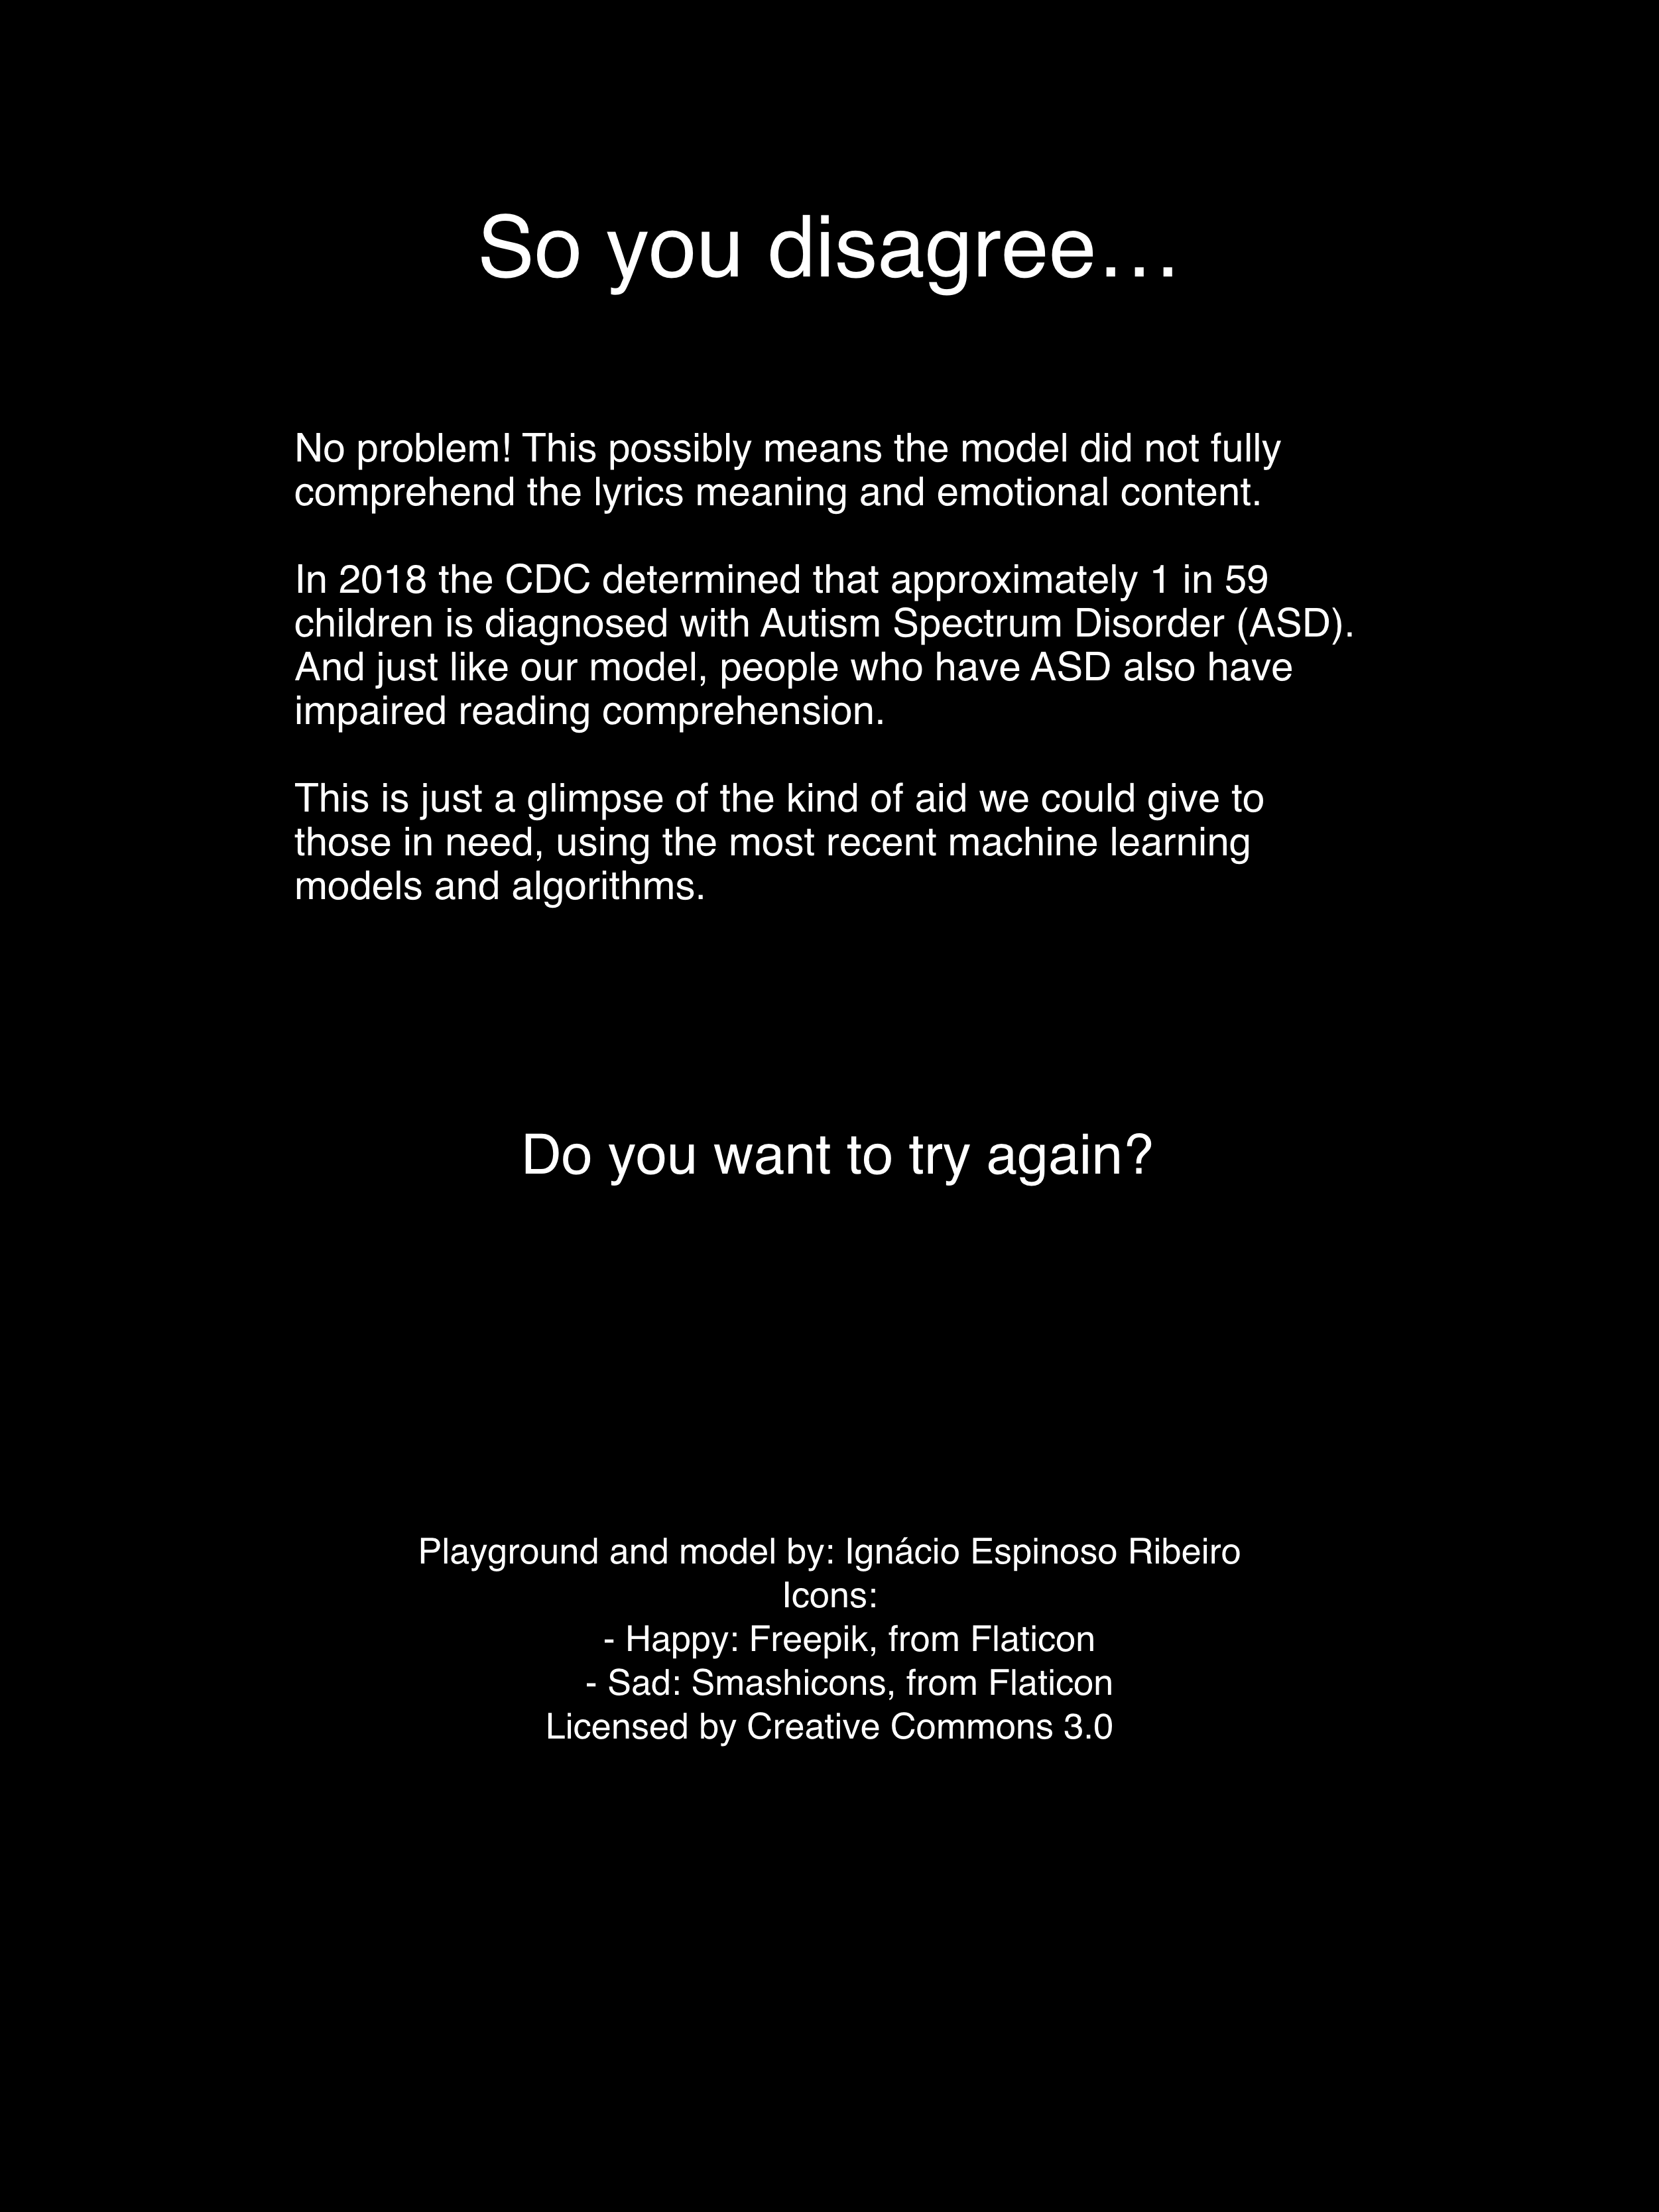 So you disagree…
No problem! This possibly means the model did not fully
comprehend the lyrics meaning and emotional content.
In 2018 the CDC determined that approximately 1 in 59
children is diagnosed with Autism Spectrum Disorder (ASD).
And just like our model, people who have ASD also have
impaired reading comprehension.
This is just a glimpse of the kind of aid we could give to
those in need, using the most recent machine learning
models and algorithms.
Do you want to try again?
Playground and model by: Ignácio Espinoso Ribeiro
Icons:
- Happy: Freepik, from Flaticon
- Sad: Smashicons, from Flaticon
Licensed by Creative Commons 3.0